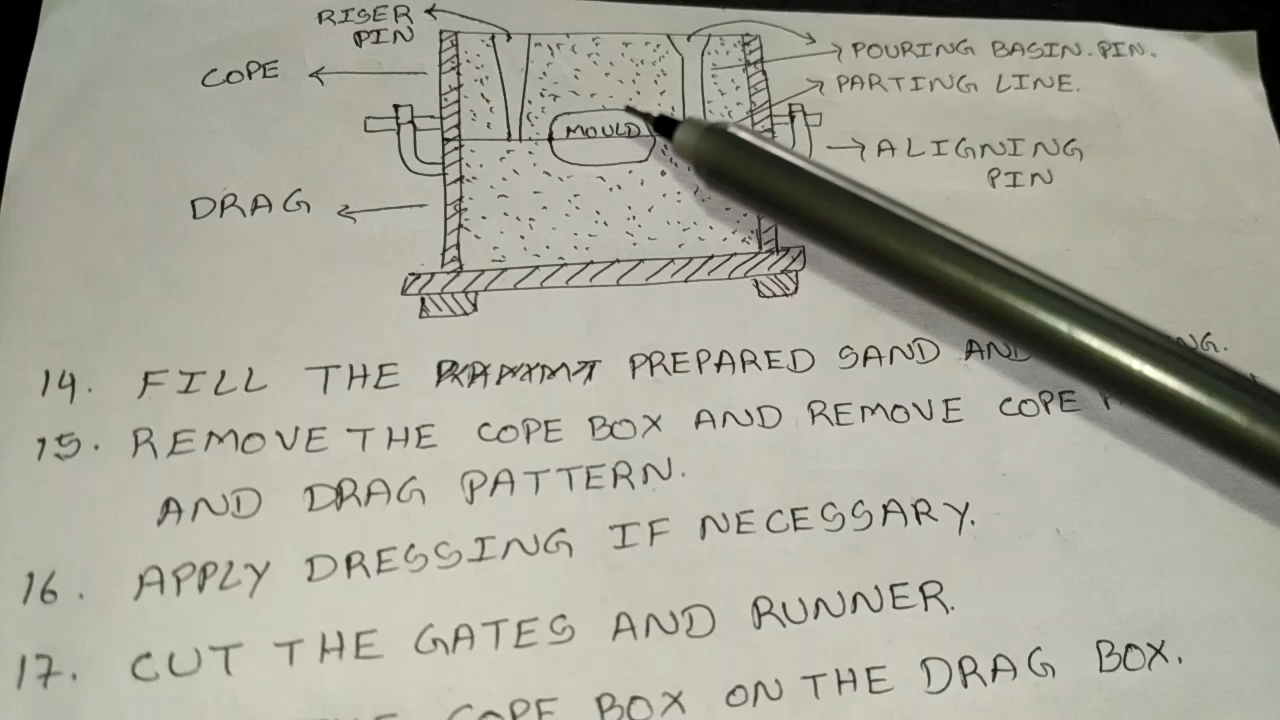 RISER
PIN
COPE
POURING BASIN.PIN.
PARTING LINE.
MOULD
ALIGNING
PIN
DRAG
14. FILL THE PREPARED SAND AND
15. REMOVE THE COPE BOX AND REMOVE COPE
AND DRAG PATTERN.
16. APPLY DRESSING IF NECESSARY.
17. CUT THE GATES AND RUNNER.
COPE BOX ON THE DRAG BOX.